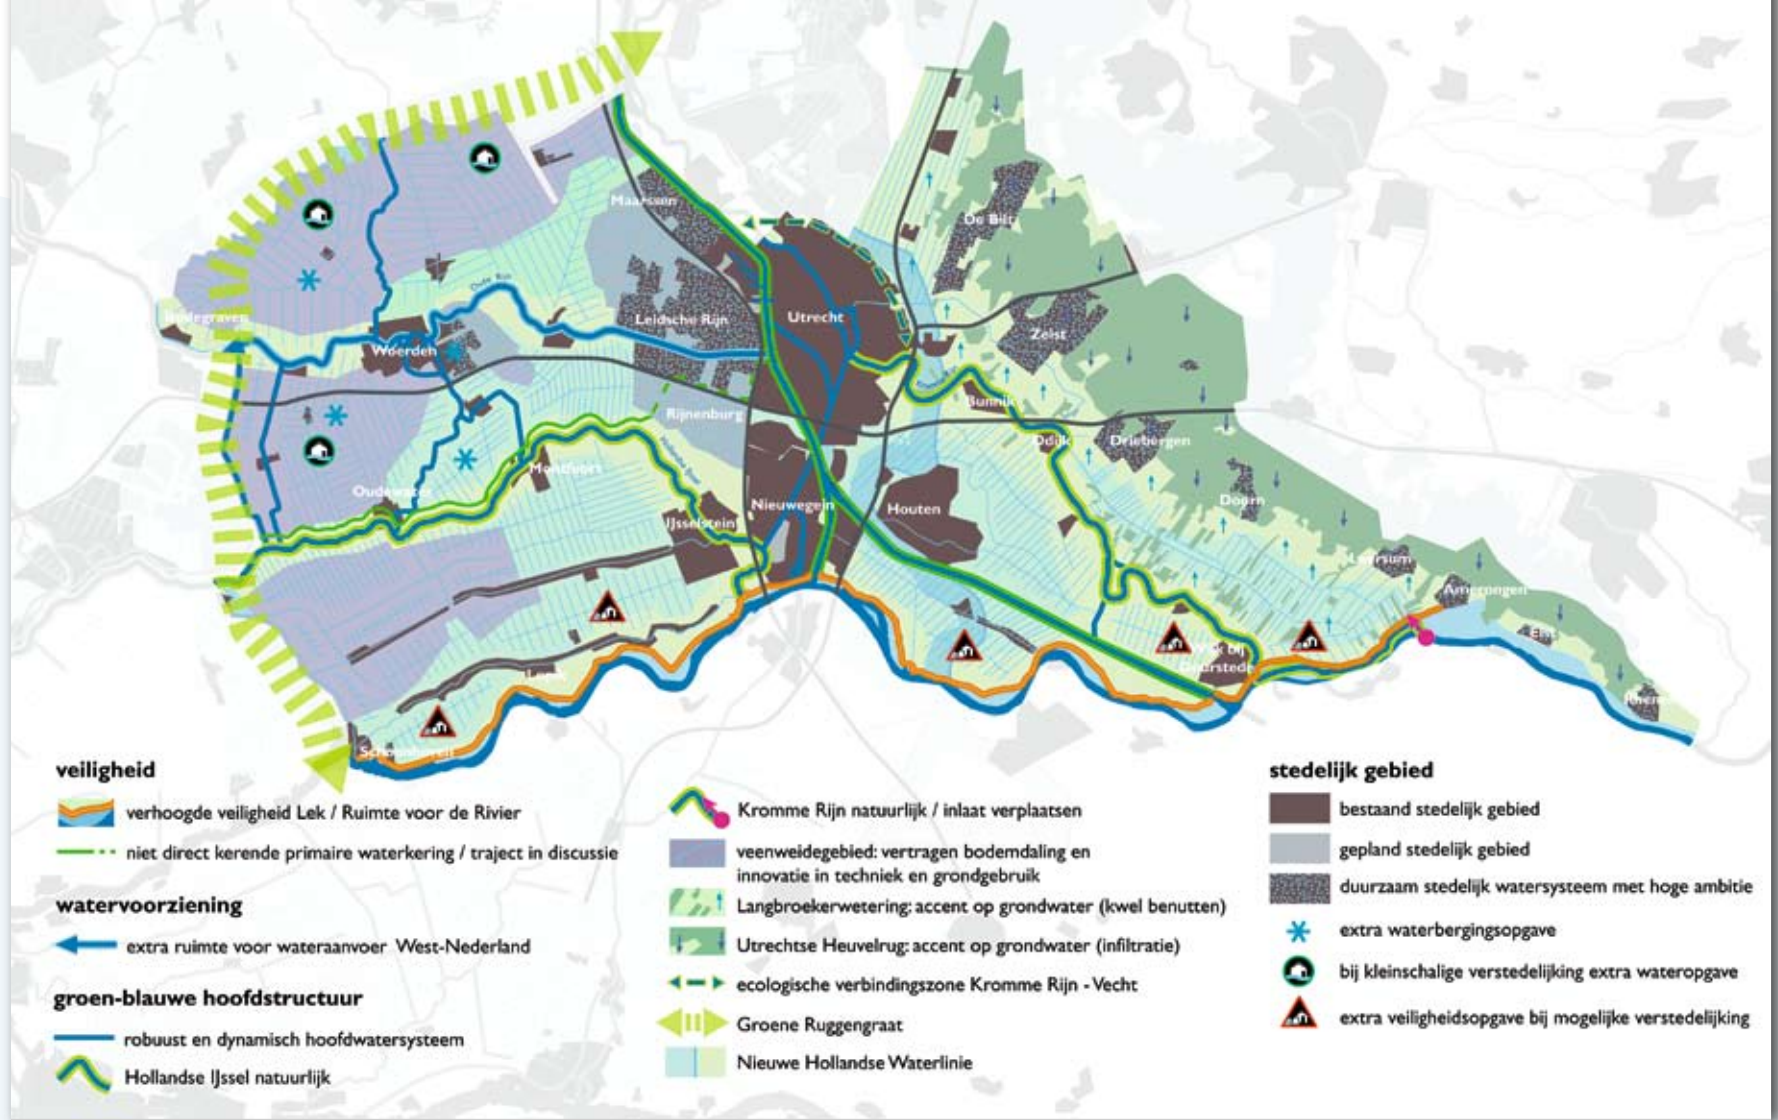 Maarssen
De Bilt
Oude Rijn
Bodegraven
Leidsche Rijn
Utrecht
Zeist
Woerden
Bunnik
Rijnenburg
Odijk
Driebergen
Montfoort
Oudewater
Doorn
IJsselstein
Nieuwegein
Houten
Leersum
Amerongen
Elst
Wijk bij
Duurstede
Lopik
Rhenen
Schoonhoven
veiligheid
verhoogde veiligheid Lek / Ruimte voor de Rivier
niet direct kerende primaire waterkering / traject in discussie
watervoorziening
extra ruimte voor wateraanvoer West-Nederland
groen-blauwe hoofdstructuur
robuust en dynamisch hoofdwatersysteem
Hollandse IJssel natuurlijk
Kromme Rijn natuurlijk / inlaat verplaatsen
veenweidegebied: vertragen bodemdaling en
innovatie in techniek en grondgebruik
Langbroekerwetering: accent op grondwater (kwel benutten)
Utrechtse Heuvelrug: accent op grondwater (infiltratie)
ecologische verbindingszone Kromme Rijn - Vecht
Groene Ruggengraat
Nieuwe Hollandse Waterlinie
stedelijk gebied
bestaand stedelijk gebied
gepland stedelijk gebied
duurzaam stedelijk watersysteem met hoge ambitie
extra waterbergingsopgave
bij kleinschalige verstedelijking extra wateropgave
extra veiligheidsopgave bij mogelijke verstedelijking